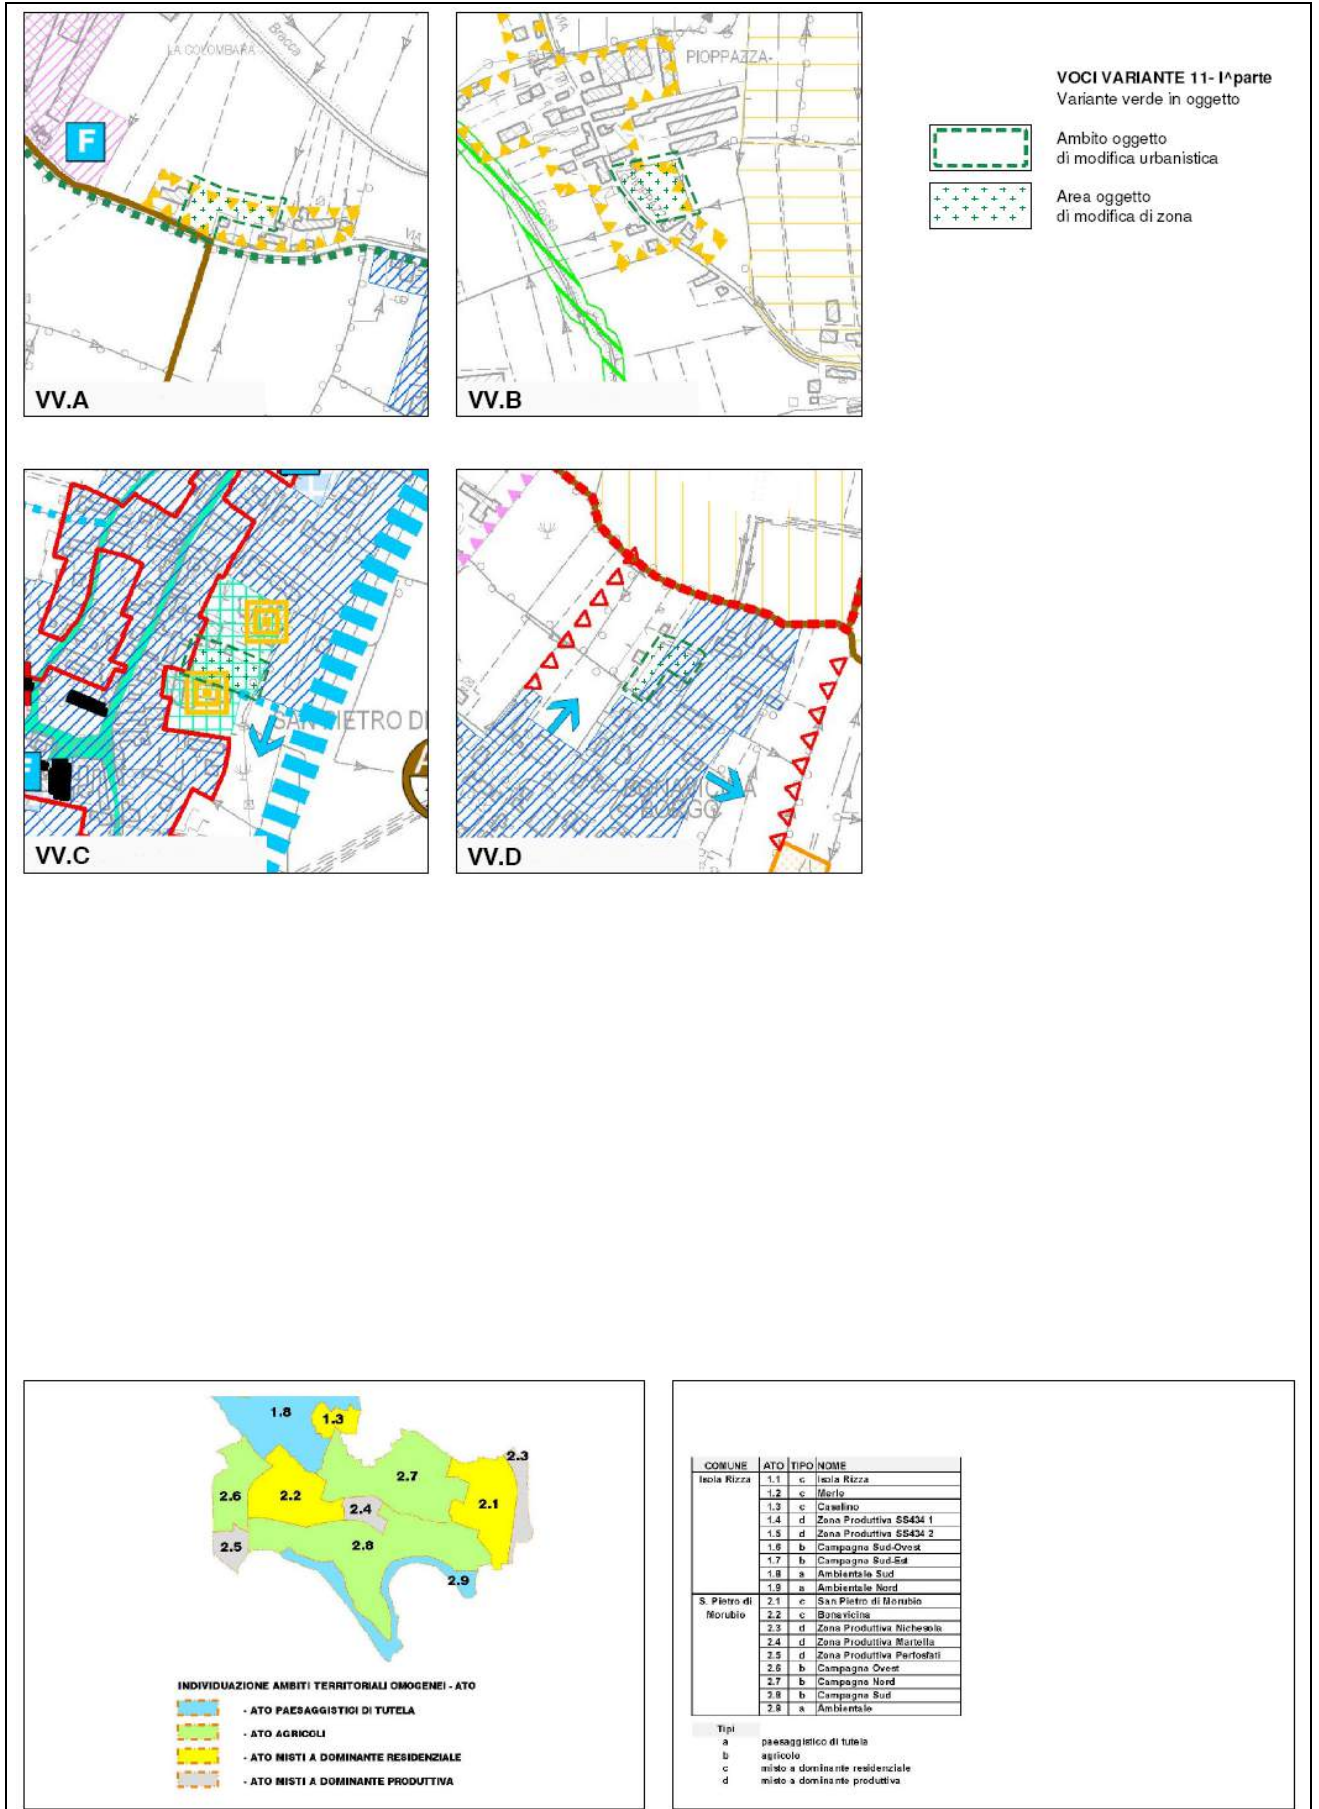 LA COLOMBARA
Bracca
F
VIA
VV.A
VIA
PIOPPAZZA-
Fossa
VV.B
VOCI VARIANTE 11- I^parte
Variante verde in oggetto
Ambito oggetto
di modifica urbanistica
Area oggetto
di modifica di zona
SAN PIETRO DI
VV.C
BORGO
VV.D
1.8
1.3
2.3
2.7
2.6
2.2
2.4
2.1
2.5
2.8
2.9
INDIVIDUAZIONE AMBITI TERRITORIALI OMOGENEI - ATO
- ATO PAESAGGISTICI DI TUTELA
- ATO AGRICOLI
- ATO MISTI A DOMINANTE RESIDENZIALE
- ATO MISTI A DOMINANTE PRODUTTIVA
COMUNE ATO TIPO NOME
Isola Rizza 1.1 c Isola Rizza
1.2 c Merlo
1.3 c Casalino
1.4 d Zona Produttiva SS434 1
1.5 d Zona Produttiva SS434 2
1.6 b Campagna Sud-Ovest
1.7 b Campagna Sud-Est
1.8 a Ambientale Sud
1.9 a Ambientale Nord
S. Pietro di 2.1 c San Pietro di Morubio
Morubio 2.2 c Bonavicina
2.3 d Zona Produttiva Nichesola
2.4 d Zona Produttiva Martella
2.5 d Zona Produttiva Perfosfati
2.6 b Campagna Ovest
2.7 b Campagna Nord
2.8 b Campagna Sud
2.9 a Ambientale
Tipi
a paesaggistico di tutela
b agricolo
c misto a dominante residenziale
d misto a dominante produttiva